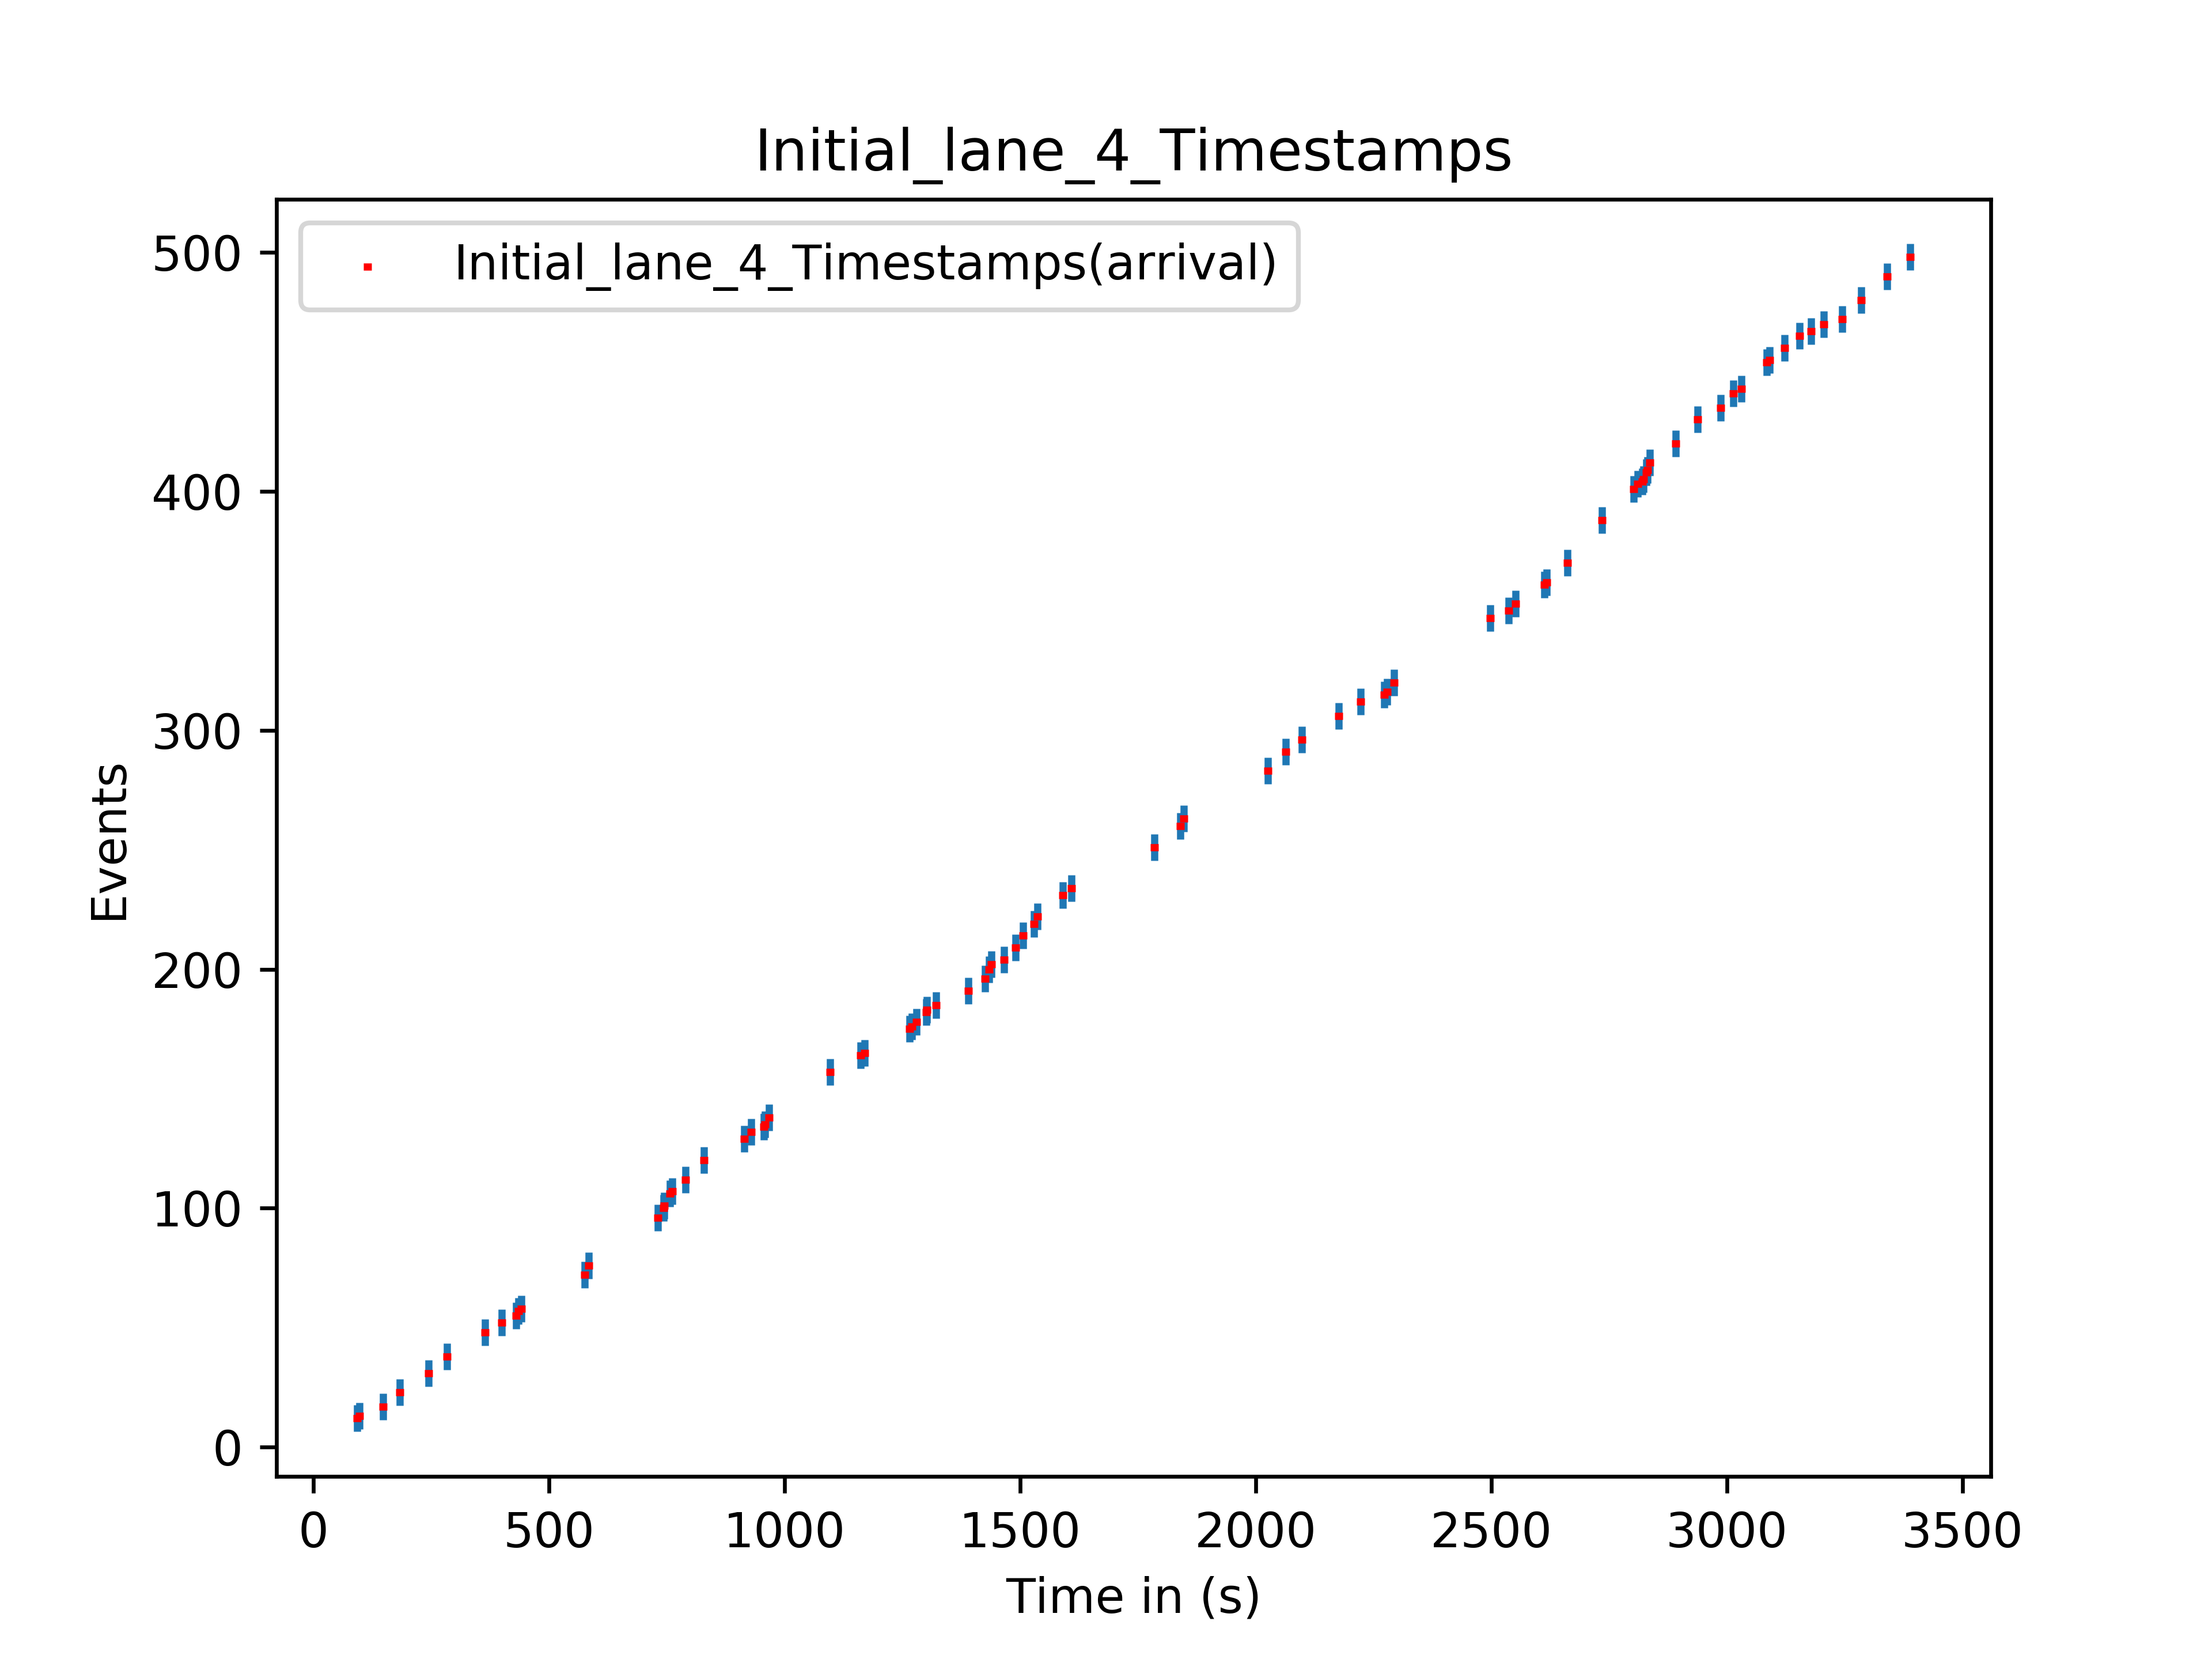 Initial_lane_4_Timestamps
Initial_lane_4_Timestamps(arrival)
500
400
300
200
100
0
Events
0 500 1000 1500 2000 2500 3000 3500
Time in (s)